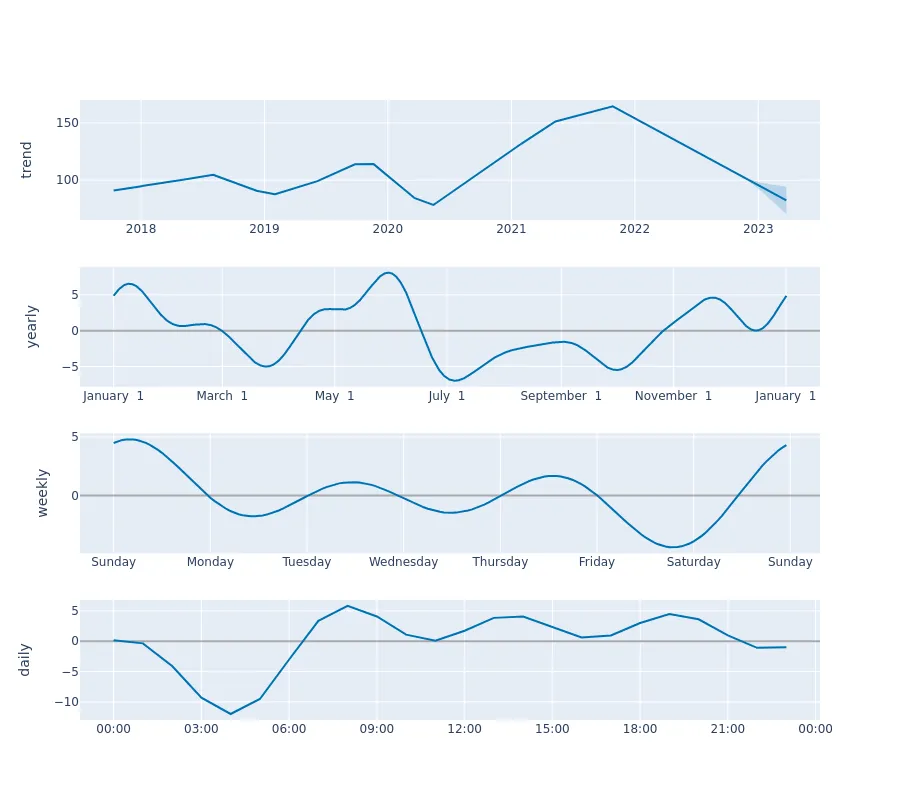 trend
150
100
2018 2019 2020 2021 2022 2023
yearly
5
0
−5
January 1 March 1 May 1 July 1 September 1 November 1 January 1
weekly
5
0
Sunday Monday Tuesday Wednesday Thursday Friday Saturday Sunday
daily
5
0
−5
−10
00:00 03:00 06:00 09:00 12:00 15:00 18:00 21:00 00:00